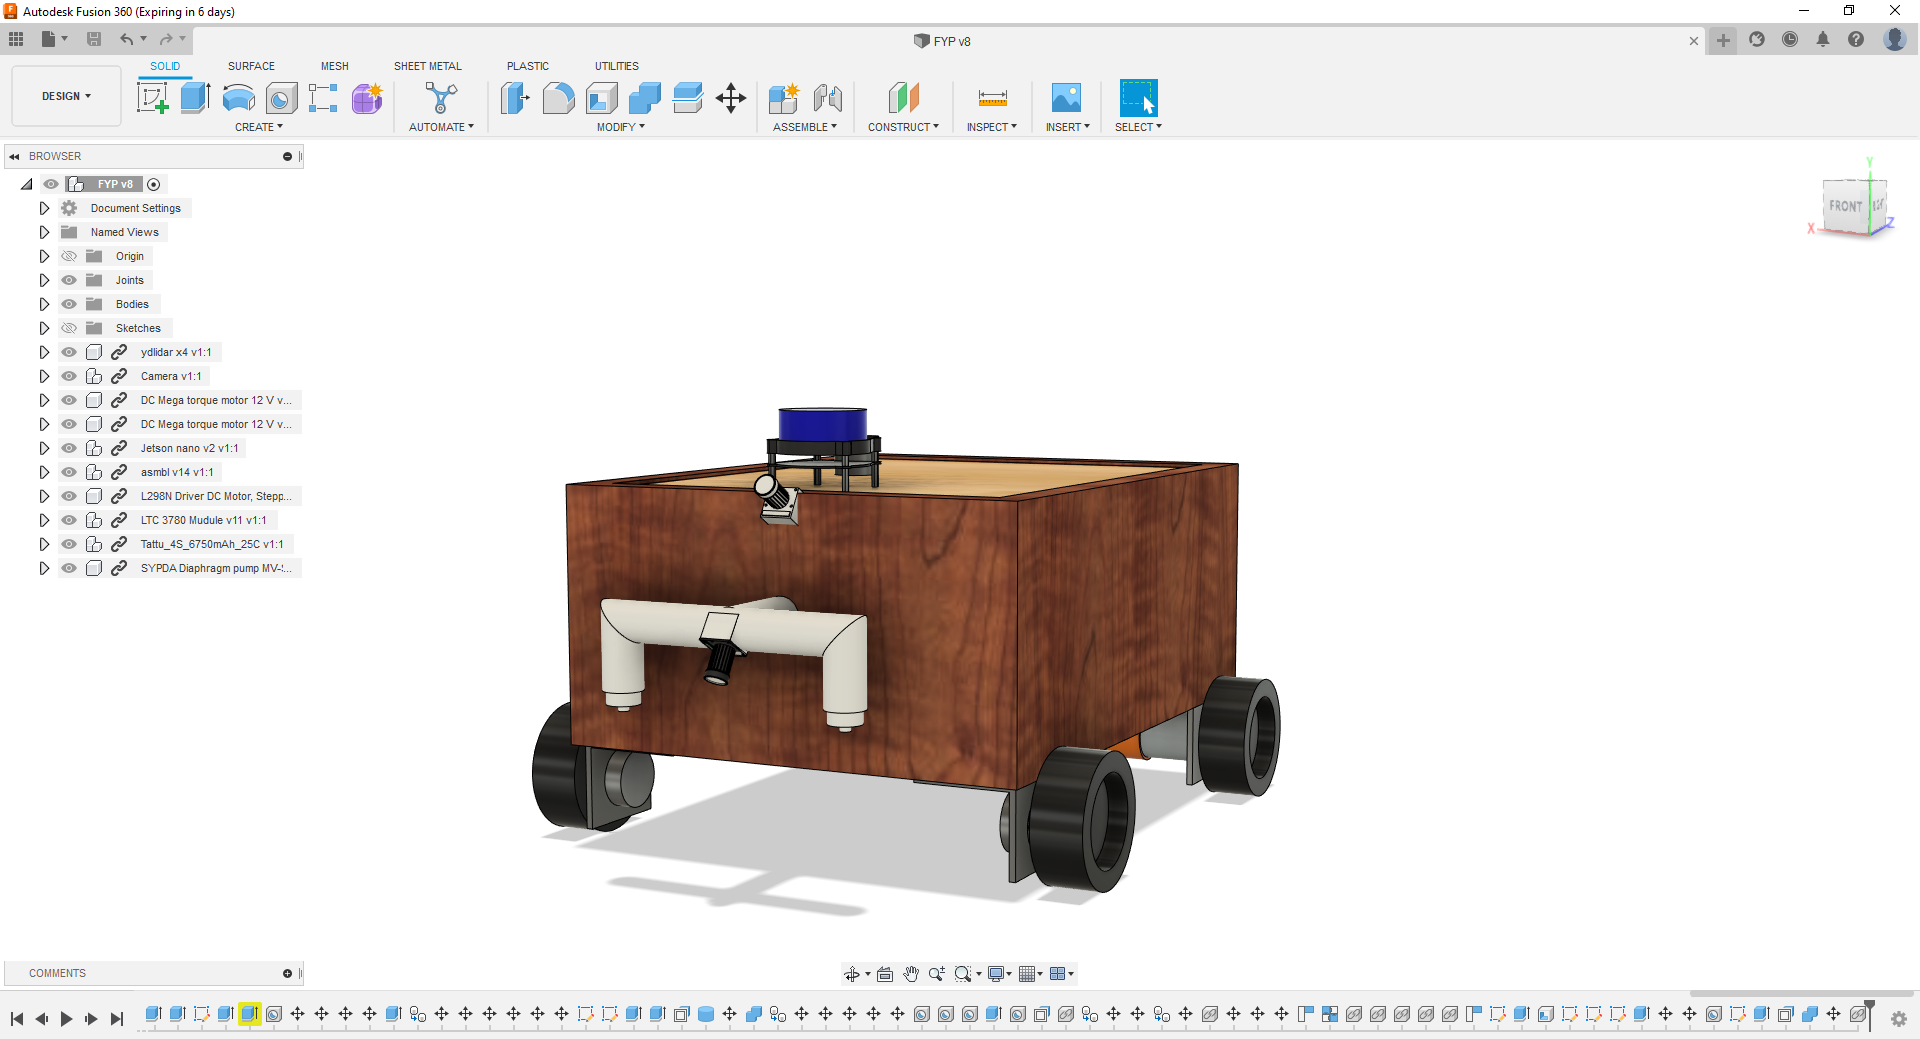 Autodesk Fusion 360 (Expiring in 6 days)
FYP v8
SOLID SURFACE MESH SHEET METAL PLASTIC UTILITIES
DESIGN
CREATE AUTOMATE MODIFY ASSEMBLE CONSTRUCT INSPECT INSERT SELECT
BROWSER
FYP v8
Document Settings
Named Views
Origin
Joints
Bodies
Sketches
ydlidar x4 v1:1
Camera v1:1
DC Mega torque motor 12 V v...
DC Mega torque motor 12 V v...
Jetson nano v2 v1:1
asmbl v14 v1:1
L298N Driver DC Motor, Stepp...
LTC 3780 Mudule v11 v1:1
Tattu_4S_6750mAh_25C v1:1
SYPDA Diaphragm pump MV-...
Y
FRONT
X
Z
COMMENTS